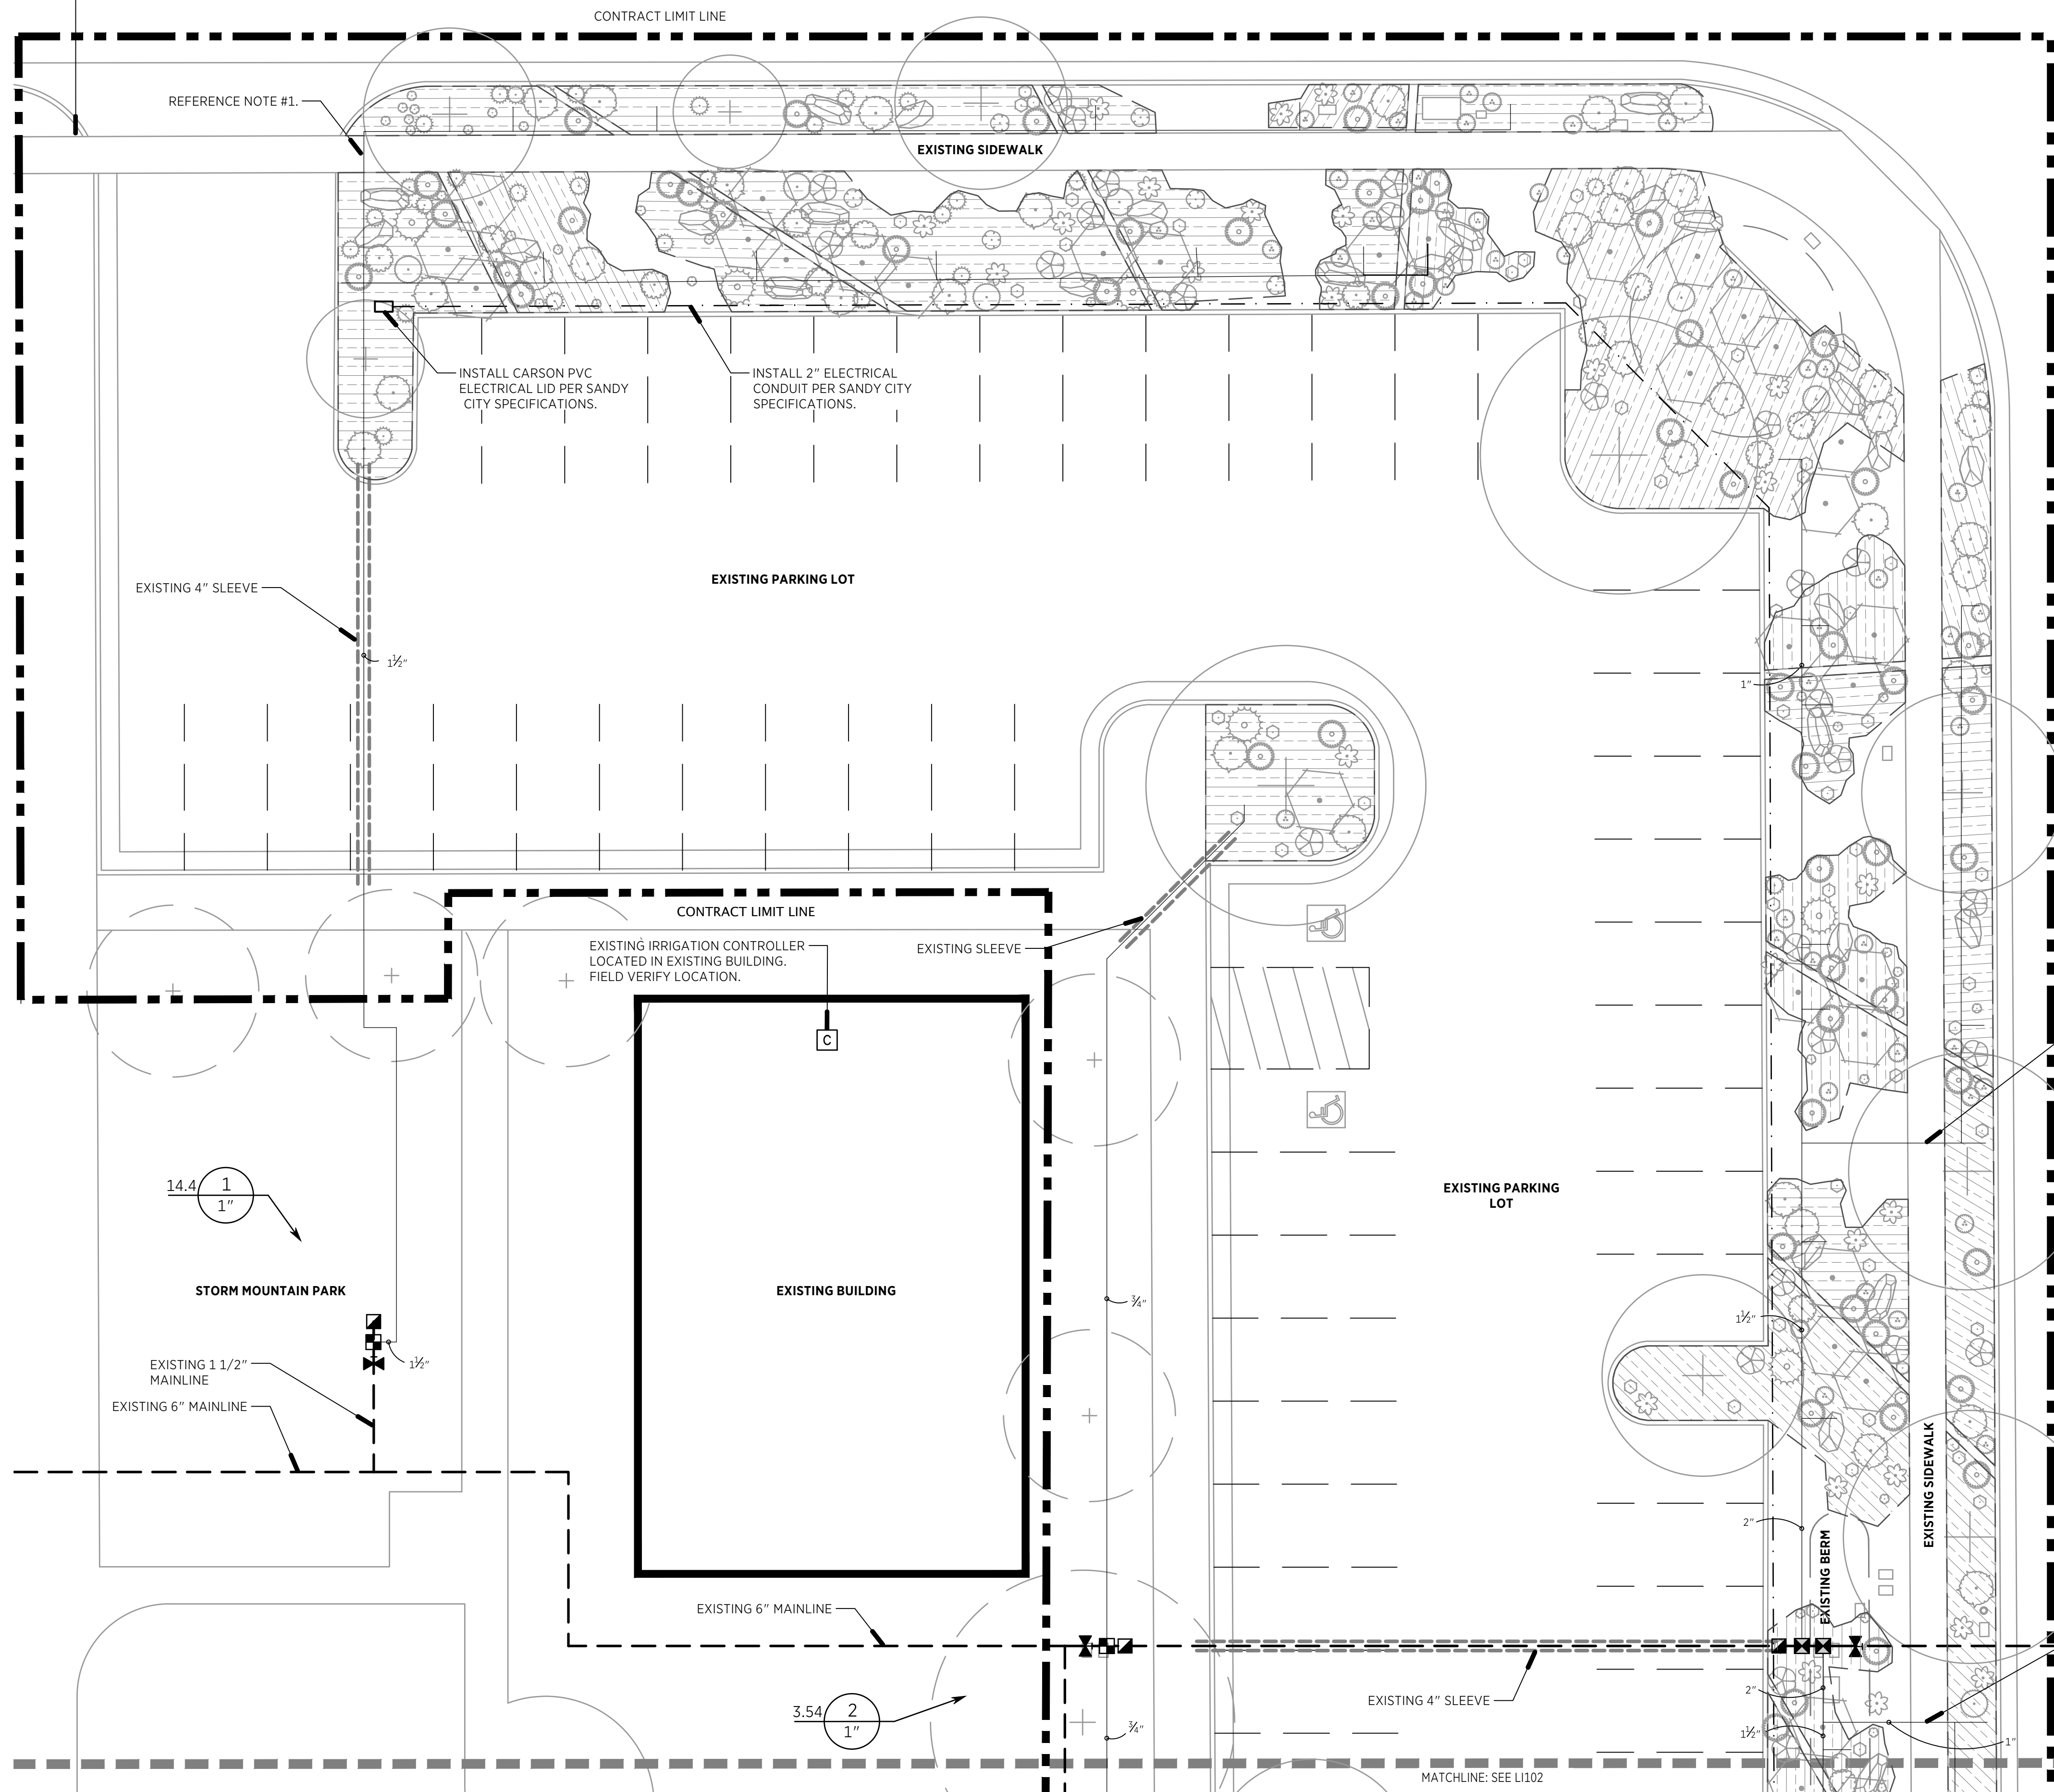 CONTRACT LIMIT LINE
REFERENCE NOTE #1.
EXISTING SIDEWALK
INSTALL CARSON PVC
ELECTRICAL LID PER SANDY
CITY SPECIFICATIONS.
INSTALL 2" ELECTRICAL
CONDUIT PER SANDY CITY
SPECIFICATIONS.
EXISTING PARKING LOT
EXISTING 4" SLEEVE
1½"
1"
CONTRACT LIMIT LINE
EXISTING IRRIGATION CONTROLLER
LOCATED IN EXISTING BUILDING.
FIELD VERIFY LOCATION.
EXISTING SLEEVE
C
14.4
1
1"
EXISTING PARKING
LOT
STORM MOUNTAIN PARK
EXISTING BUILDING
¾"
1½"
EXISTING 1 1/2"
MAINLINE
1½"
EXISTING 6" MAINLINE
EXISTING SIDEWALK
2"
EXISTING BERM
EXISTING 6" MAINLINE
EXISTING 4" SLEEVE
2"
3.54
2
1"
¾"
1½"
1"
MATCHLINE: SEE LI102